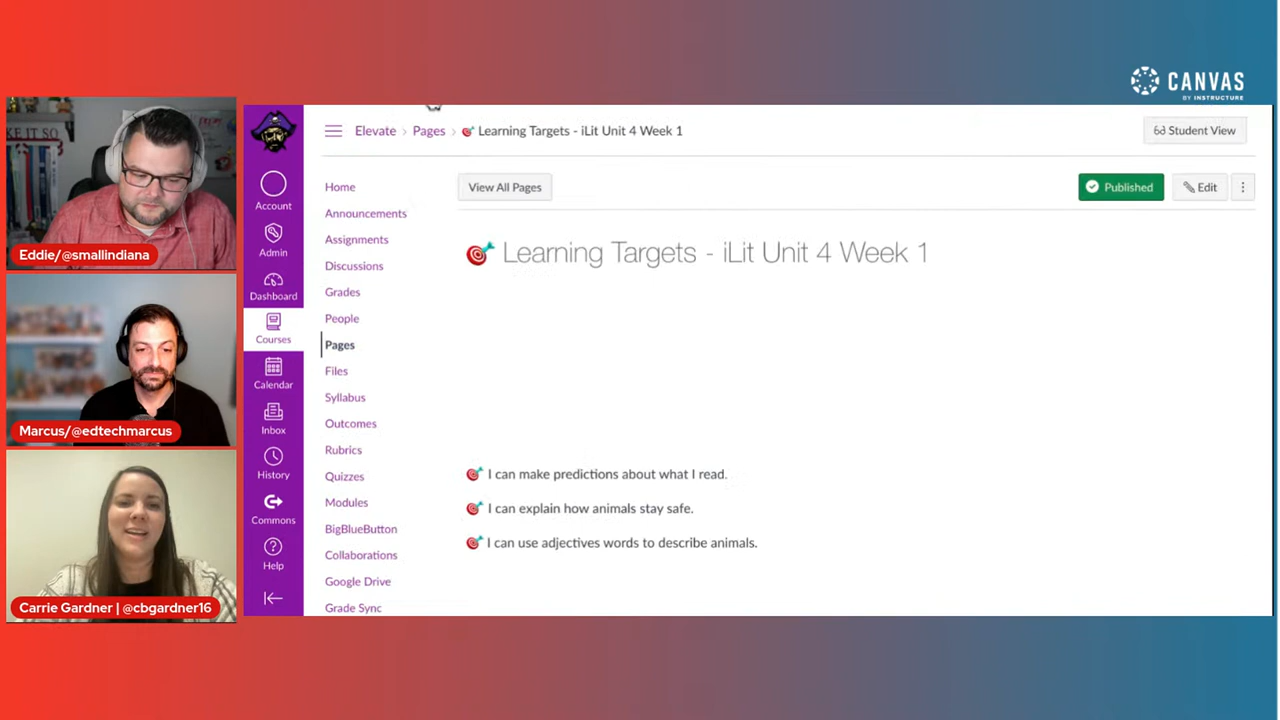 CANVAS
BY INSTRUCTURE
KE IT SO
Eddie/@smallindiana
Marcus/@edtechmarcus
Carrie Gardner | @cbgardner16
Account
Admin
Dashboard
Courses
Calendar
Inbox
History
Commons
Help
Elevate › Pages › Learning Targets - iLit Unit 4 Week 1
Student View
Home
Announcements
Assignments
Discussions
Grades
People
Pages
Files
Syllabus
Outcomes
Rubrics
Quizzes
Modules
BigBlueButton
Collaborations
Google Drive
Grade Sync
View All Pages
Published
Edit
Learning Targets - iLit Unit 4 Week 1
I can make predictions about what I read.
I can explain how animals stay safe.
I can use adjectives words to describe animals.